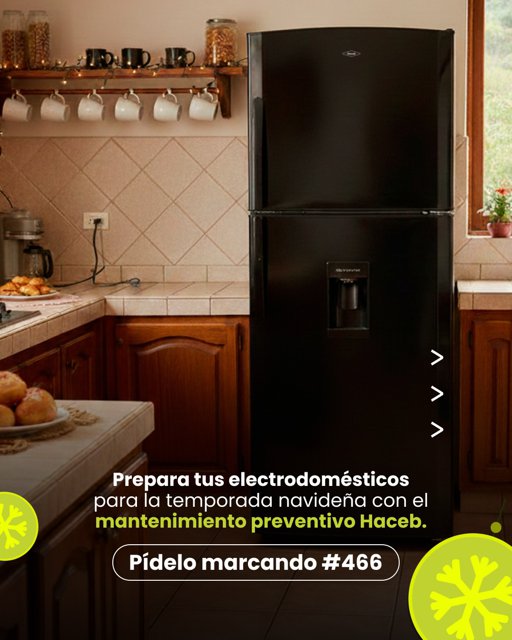 Prepara tus electrodomésticos
para la temporada navideña con el
mantenimiento preventivo Haceb.
Pídelo marcando #466